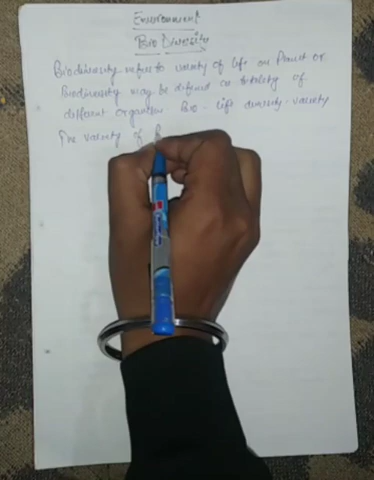 Environment
Bio Diversity
Biodiversity refers to variety of life on Planet or
Biodiversity may be defined as totality of
different organism Bio - life diversity - variety
The variety of